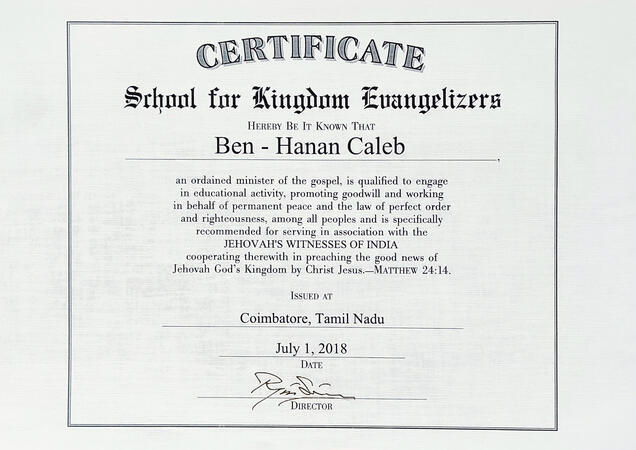 CERTIFICATE
School for Kingdom Evangelizers
HEREBY BE IT KNOWN THAT
Ben - Hanan Caleb
an ordained minister of the gospel, is qualified to engage
in educational activity, promoting goodwill and working
in behalf of permanent peace and the law of perfect order
and righteousness, among all peoples and is specifically
recommended for serving in association with the
JEHOVAH'S WITNESSES OF INDIA
cooperating therewith in preaching the good news of
Jehovah God's Kingdom by Christ Jesus.—MATTHEW 24:14.
ISSUED AT
Coimbatore, Tamil Nadu
July 1, 2018
DATE
DIRECTOR